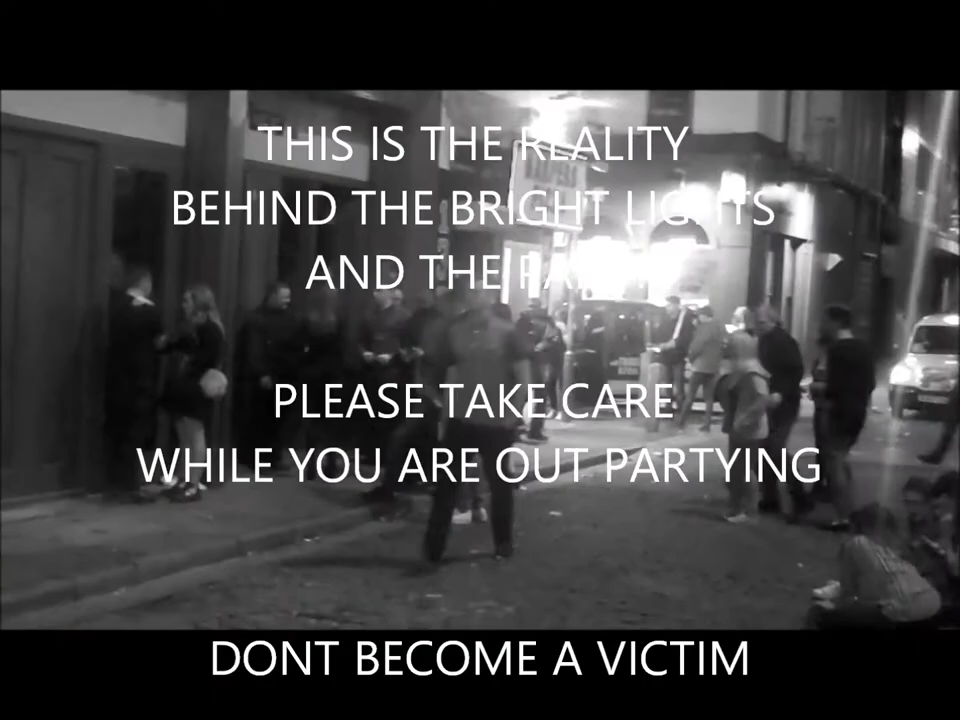 THIS IS THE REALITY
BEHIND THE BRIGHT LIGHTS
AND THE
PLEASE TAKE CARE
WHILE YOU ARE OUT PARTYING
DONT BECOME A VICTIM